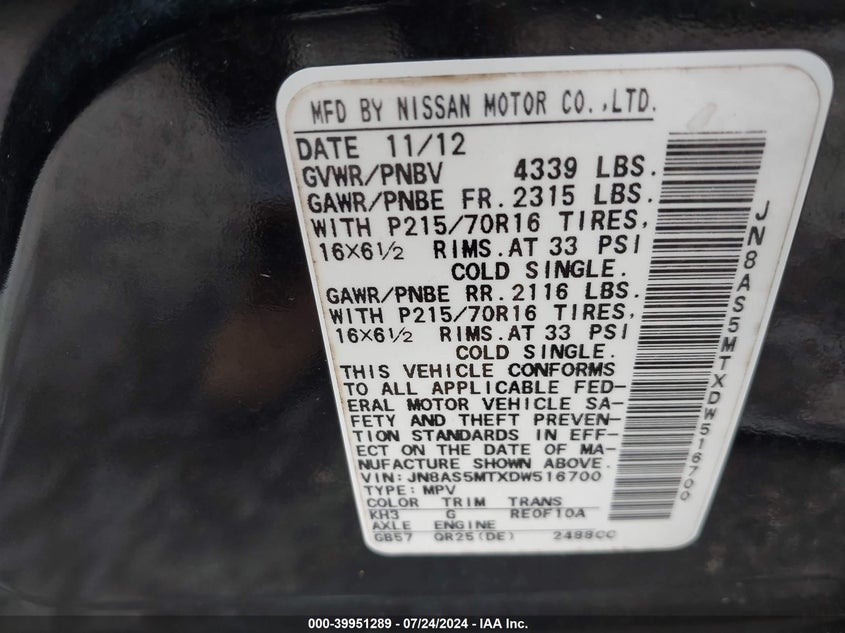 MFD BY NISSAN MOTOR CO.,LTD.
DATE 11/12
GVWR/PNBV 4339 LBS.
GAWR/PNBE FR. 2315 LBS.
WITH P215/70R16 TIRES,
16X6½ RIMS. AT 33 PSI
COLD SINGLE.
GAWR/PNBE RR. 2116 LBS.
WITH P215/70R16 TIRES,
16X6½ RIMS. AT 33 PSI
COLD SINGLE.
THIS VEHICLE CONFORMS
TO ALL APPLICABLE FED-
ERAL MOTOR VEHICLE SA-
FETY AND THEFT PREVEN-
TION STANDARDS IN EFF-
ECT ON THE DATE OF MA-
NUFACTURE SHOWN ABOVE.
VIN: JN8AS5MTXDW516700
TYPE: MPV
COLOR TRIM TRANS
KH3 G RE0F10A
AXLE ENGINE
GB57 QR25(DE) 2488CC
JN8AS5MTXDW516700
000-39951289 / 07/24/2024 - IAA Inc.